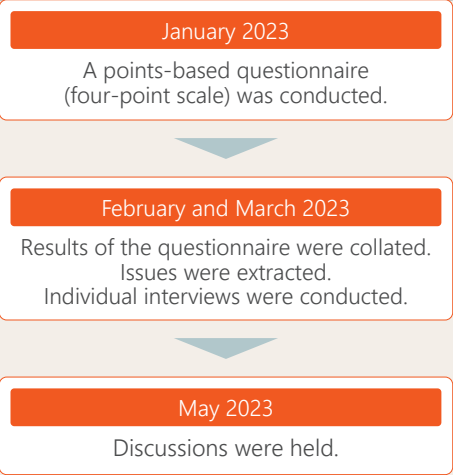 January 2023
A points-based questionnaire
(four-point scale) was conducted.
February and March 2023
Results of the questionnaire were collated.
Issues were extracted.
Individual interviews were conducted.
May 2023
Discussions were held.